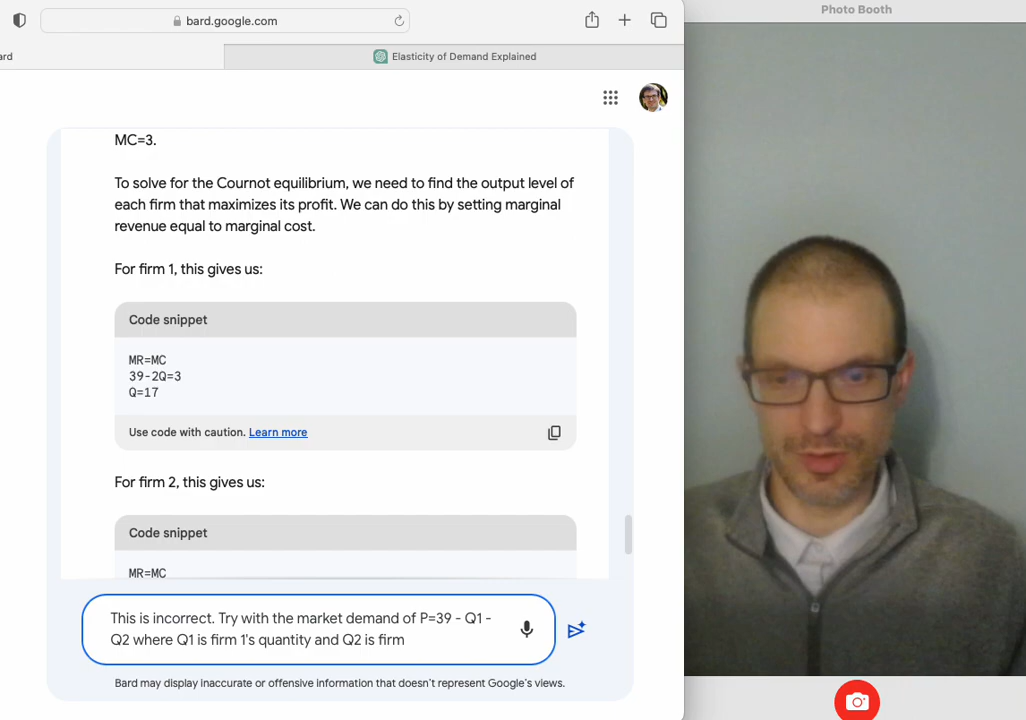 Photo Booth
bard.google.com
ard
Elasticity of Demand Explained
MC=3.
To solve for the Cournot equilibrium, we need to find the output level of
each firm that maximizes its profit. We can do this by setting marginal
revenue equal to marginal cost.
For firm 1, this gives us:
Code snippet
MR=MC
39-2Q=3
Q=17
Use code with caution. Learn more
For firm 2, this gives us:
Code snippet
MR=MC
This is incorrect. Try with the market demand of P=39 - Q1 -
Q2 where Q1 is firm 1's quantity and Q2 is firm
Bard may display inaccurate or offensive information that doesn't represent Google's views.